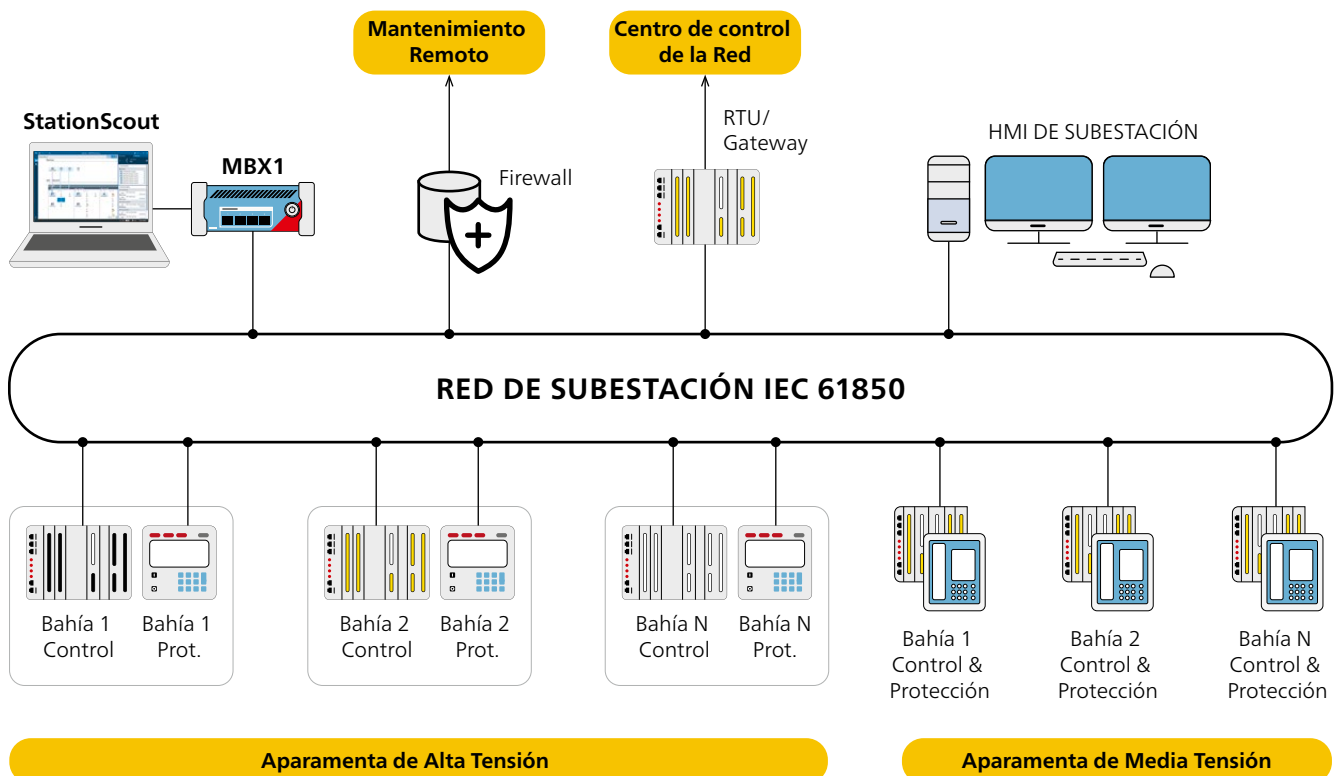 Mantenimiento
Remoto
Centro de control
de la Red
StationScout
MBX1
Firewall
RTU/
Gateway
HMI DE SUBESTACIÓN
RED DE SUBESTACIÓN IEC 61850
Bahía 1
Control
Bahía 1
Prot.
Bahía 2
Control
Bahía 2
Prot.
Bahía N
Control
Bahía N
Prot.
Bahía 1
Control &
Protección
Bahía 2
Control &
Protección
Bahía N
Control &
Protección
Aparamenta de Alta Tensión
Aparamenta de Media Tensión